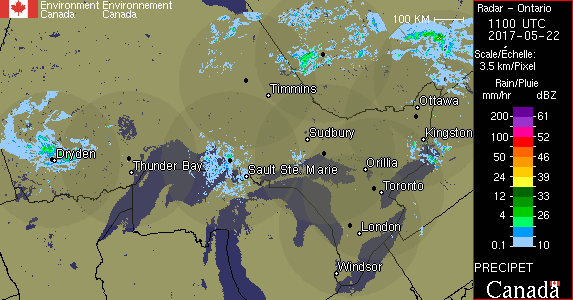 Environment Environnement
Canada Canada
100 KM
Timmins
Ottawa
Sudbury
Kingston
Dryden
Thunder Bay
Sault Ste. Marie
Orillia
Toronto
London
Windsor
Radar - Ontario
1100 UTC
2017-05-22
Scale/Échelle:
3.5 km/Pixel
Rain/Pluie
mm/hr dBZ
200 61
100 52
50 46
24 39
12 33
4 26
0.1 10
PRECIPET
Canada